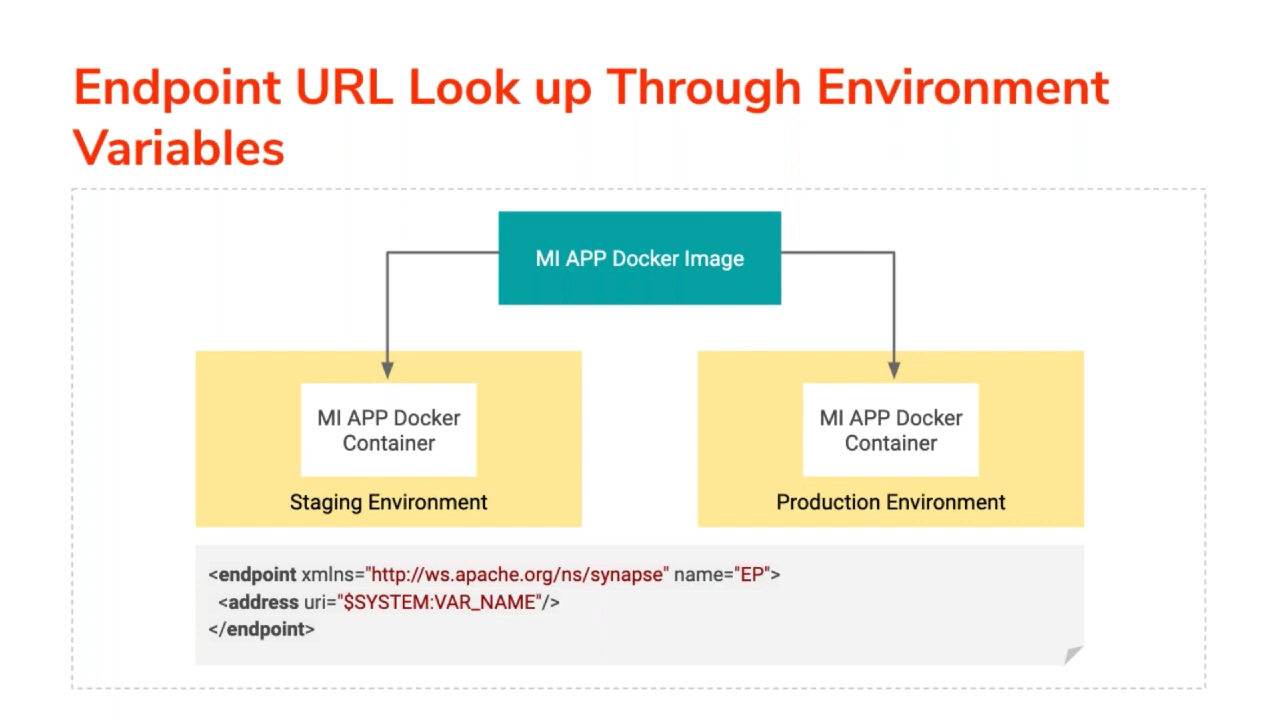 Endpoint URL Look up Through Environment
Variables
MI APP Docker Image
MI APP Docker
Container
Staging Environment
MI APP Docker
Container
Production Environment
<endpoint xmlns="http://ws.apache.org/ns/synapse" name="EP">
<address uri="$SYSTEM:VAR_NAME"/>
</endpoint>